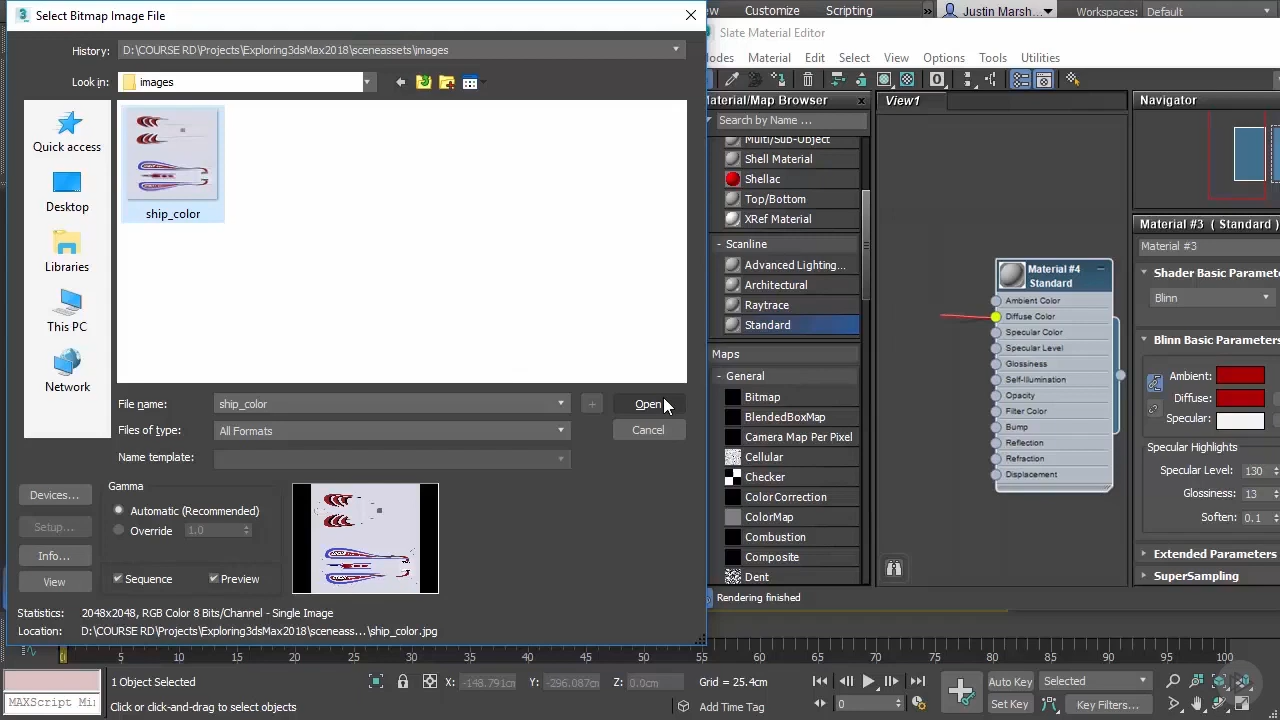 Select Bitmap Image File
History: D:\COURSE RD\Projects\Exploring3dsMax2018\sceneassets\images
Look in: images
Quick access
Desktop
Libraries
This PC
Network
ship_color
File name: ship_color + Open
Files of type: All Formats Cancel
Name template:
Devices...
Setup...
Info...
View
Gamma
Automatic (Recommended)
Override 1.0
Sequence Preview
Statistics: 2048x2048, RGB Color 8 Bits/Channel - Single Image
Location: D:\COURSE RD\Projects\Exploring3dsMax2018\sceneass...\ship_color.jpg
Customize Scripting Justin Marsh... Workspaces: Default
Slate Material Editor
Material Edit Select View Options Tools Utilities
Material/Map Browser
Search by Name ...
Multi/Sub-Object
Shell Material
Shellac
Top/Bottom
XRef Material
- Scanline
Advanced Lighting...
Architectural
Raytrace
Standard
Maps
- General
Bitmap
BlendedBoxMap
Camera Map Per Pixel
Cellular
Checker
ColorCorrection
ColorMap
Combustion
Composite
Dent
Rendering finished
View1
Material #4
Standard
Ambient Color
Diffuse Color
Specular Color
Specular Level
Glossiness
Self-Illumination
Opacity
Filter Color
Bump
Reflection
Refraction
Displacement
Navigator
Material #3 ( Standard )
Material #3
Shader Basic Paramete
Blinn
Blinn Basic Parameter
Ambient:
Diffuse:
Specular:
Specular Highlights
Specular Level: 130
Glossiness: 13
Soften: 0.1
Extended Parameters
SuperSampling
5 10 15 20 25 30 35 40 45 50 55 60 65 70 75 80 85 90 95 100
1 Object Selected X: -148.791cm Y: -296.087cm Z: 0.0cm Grid = 25.4cm Auto Key Selected
MAXScript Mi Click or click-and-drag to select objects Add Time Tag 0 Set Key Key Filters...